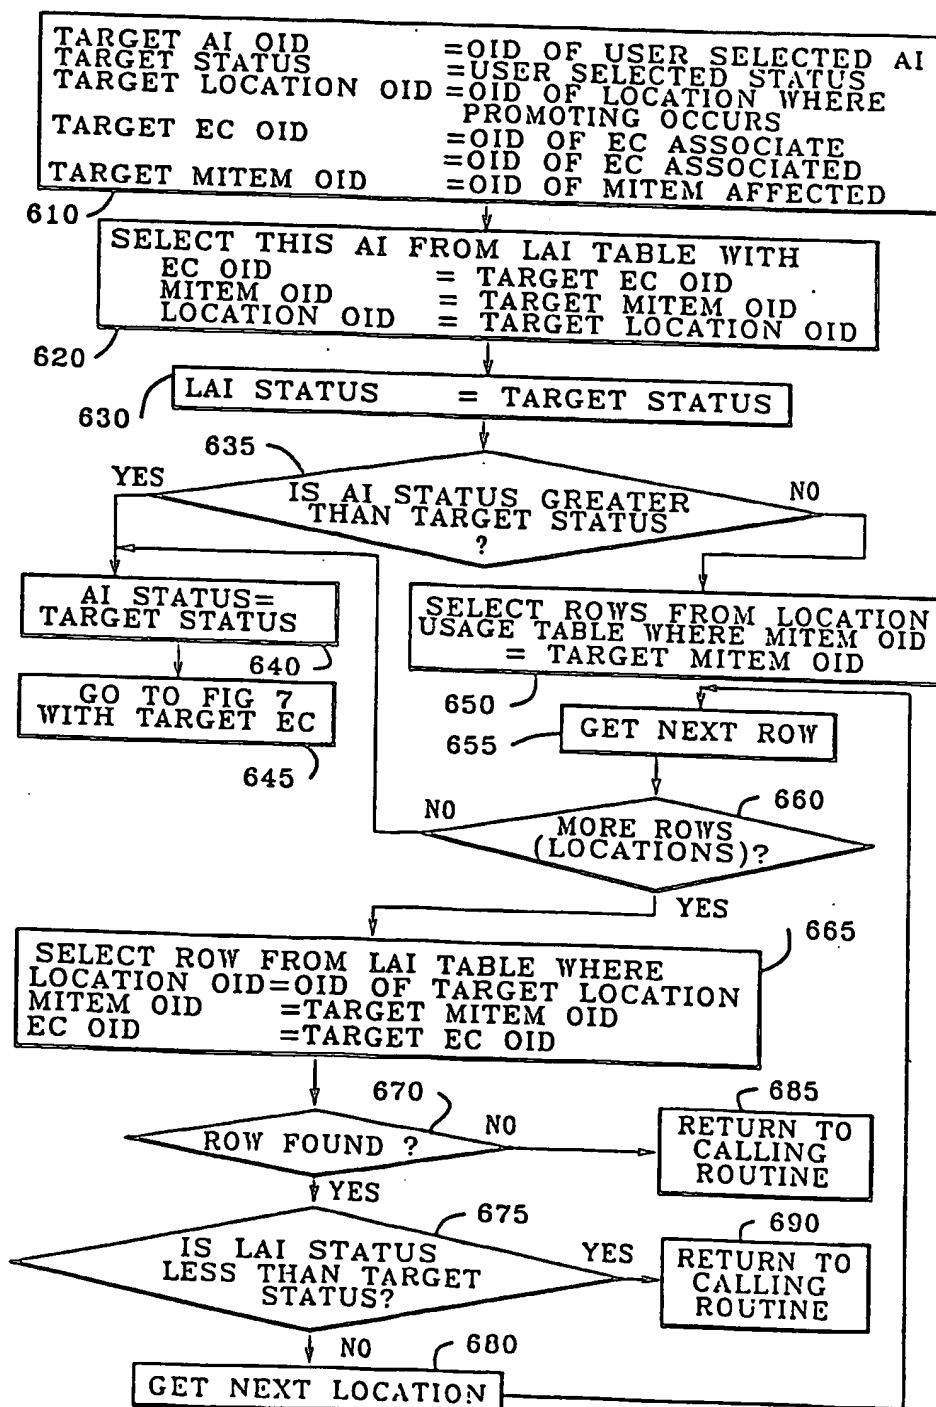 TARGET AI OID =OID OF USER SELECTED AI
TARGET STATUS =USER SELECTED STATUS
TARGET LOCATION OID =OID OF LOCATION WHERE
PROMOTING OCCURS
TARGET EC OID =OID OF EC ASSOCIATE
=OID OF EC ASSOCIATED
TARGET MITEM OID =OID OF MITEM AFFECTED
610
SELECT THIS AI FROM LAI TABLE WITH
EC OID = TARGET EC OID
MITEM OID = TARGET MITEM OID
LOCATION OID = TARGET LOCATION OID
620
LAI STATUS = TARGET STATUS
630
635
YES
IS AI STATUS GREATER
THAN TARGET STATUS
?
NO
AI STATUS=
TARGET STATUS
640
GO TO FIG 7
WITH TARGET EC
645
SELECT ROWS FROM LOCATION
USAGE TABLE WHERE MITEM OID
= TARGET MITEM OID
650
GET NEXT ROW
655
660
NO
MORE ROWS
(LOCATIONS)?
YES
665
SELECT ROW FROM LAI TABLE WHERE
LOCATION OID=OID OF TARGET LOCATION
MITEM OID =TARGET MITEM OID
EC OID =TARGET EC OID
670
ROW FOUND ?
NO
685
RETURN TO
CALLING
ROUTINE
YES
675
IS LAI STATUS
LESS THAN TARGET
STATUS?
YES
690
RETURN TO
CALLING
ROUTINE
NO
680
GET NEXT LOCATION